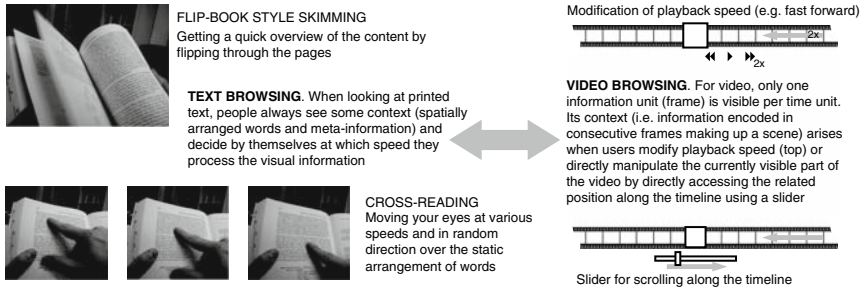 FLIP-BOOK STYLE SKIMMING
Getting a quick overview of the content by
flipping through the pages
TEXT BROWSING. When looking at printed
text, people always see some context (spatially
arranged words and meta-information) and
decide by themselves at which speed they
process the visual information
CROSS-READING
Moving your eyes at various
speeds and in random
direction over the static
arrangement of words
Modification of playback speed (e.g. fast forward)
2x
2x
VIDEO BROWSING. For video, only one
information unit (frame) is visible per time unit.
Its context (i.e. information encoded in
consecutive frames making up a scene) arises
when users modify playback speed (top) or
directly manipulate the currently visible part of
the video by directly accessing the related
position along the timeline using a slider
Slider for scrolling along the timeline